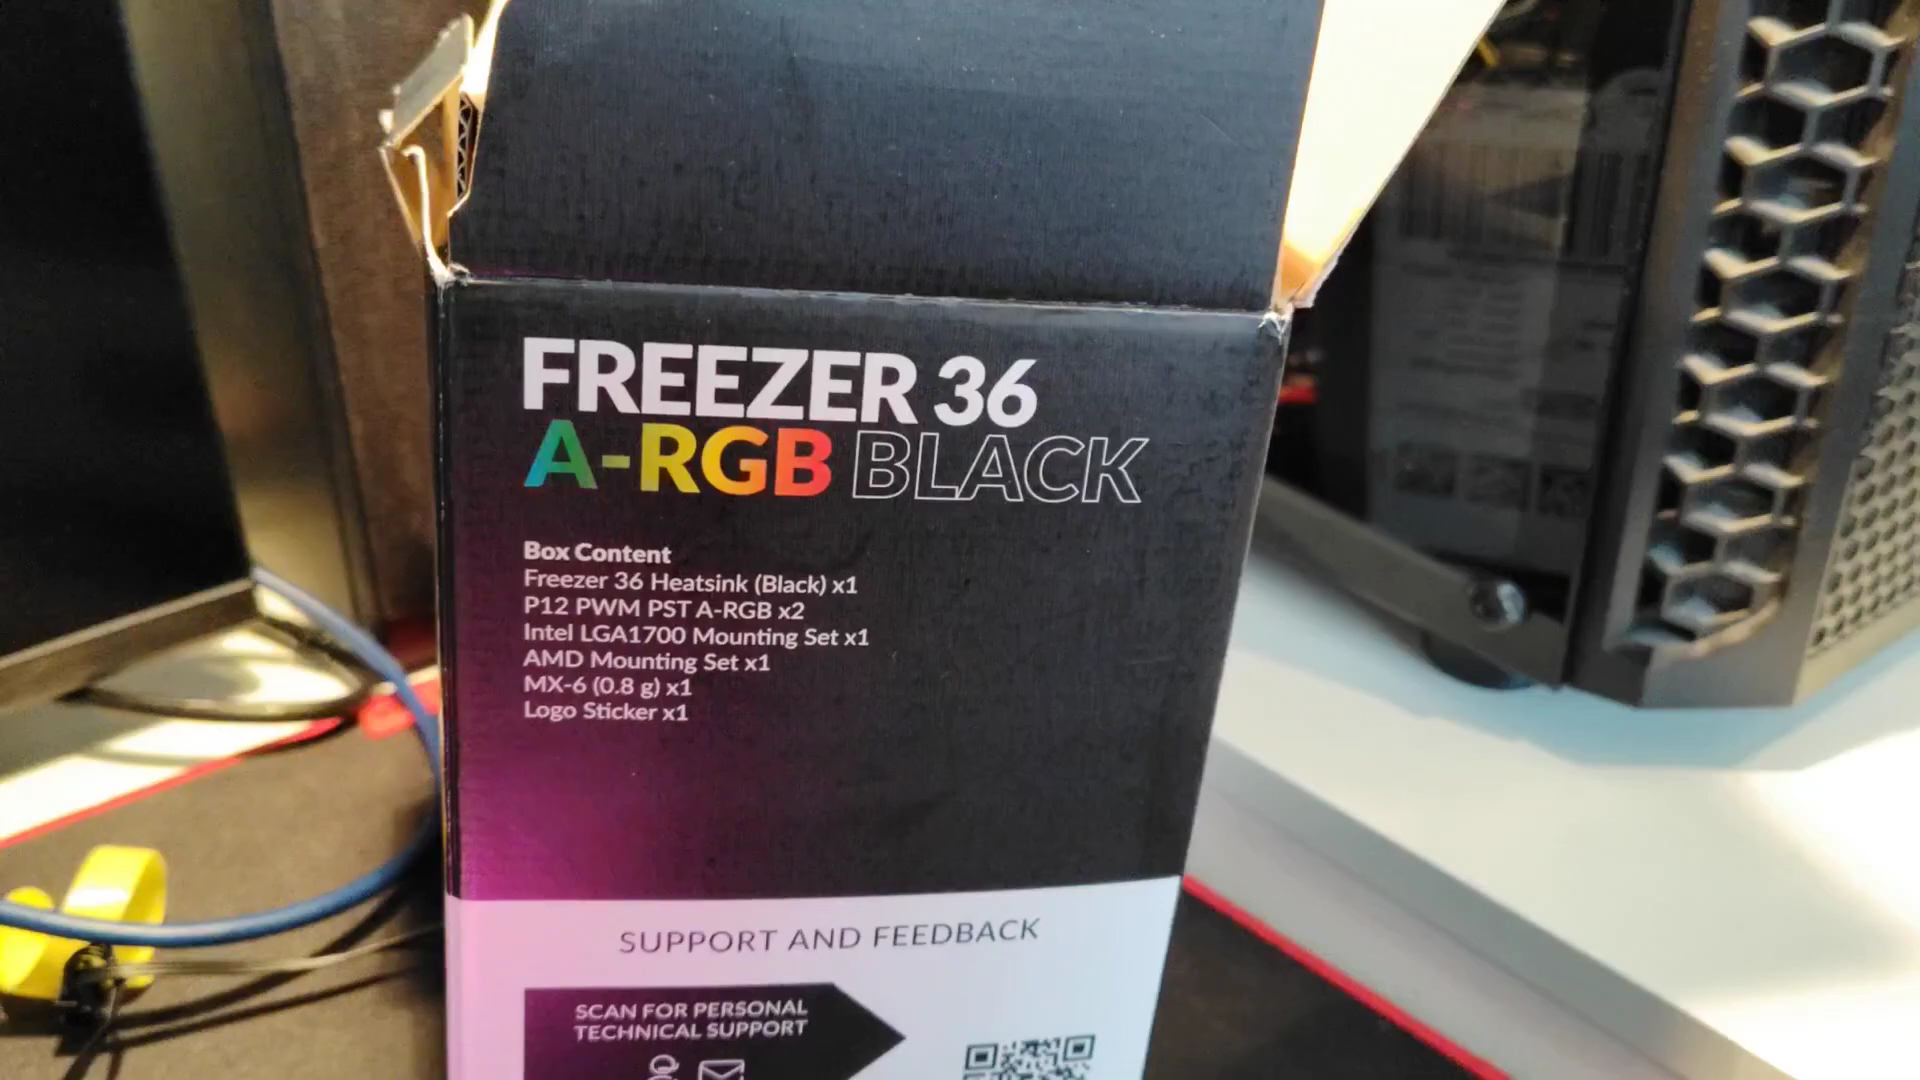 FREEZER 36
A-RGB BLACK
Box Content
Freezer 36 Heatsink (Black) x1
P12 PWM PST A-RGB x2
Intel LGA1700 Mounting Set x1
AMD Mounting Set x1
MX-6 (0.8 g) x1
Logo Sticker x1
SUPPORT AND FEEDBACK
SCAN FOR PERSONAL
TECHNICAL SUPPORT